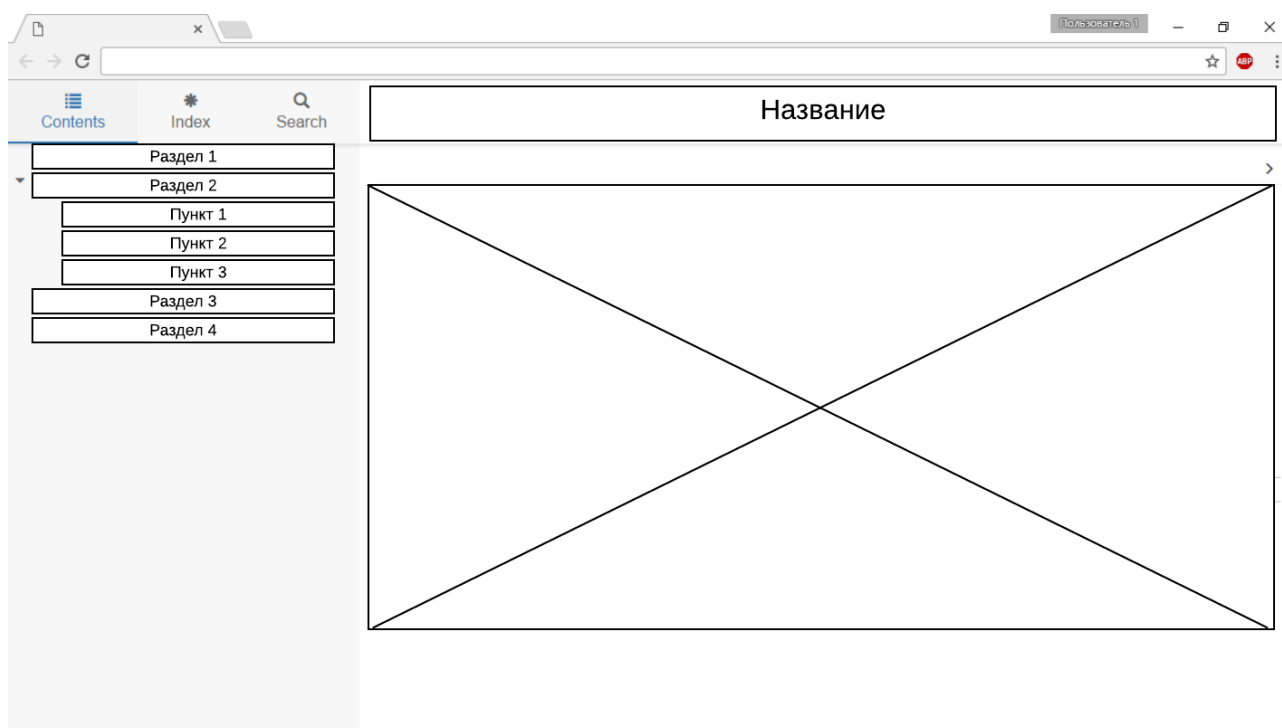 Пользователь 1
ABP
Contents Index Search
Название
Раздел 1
Раздел 2
Пункт 1
Пункт 2
Пункт 3
Раздел 3
Раздел 4